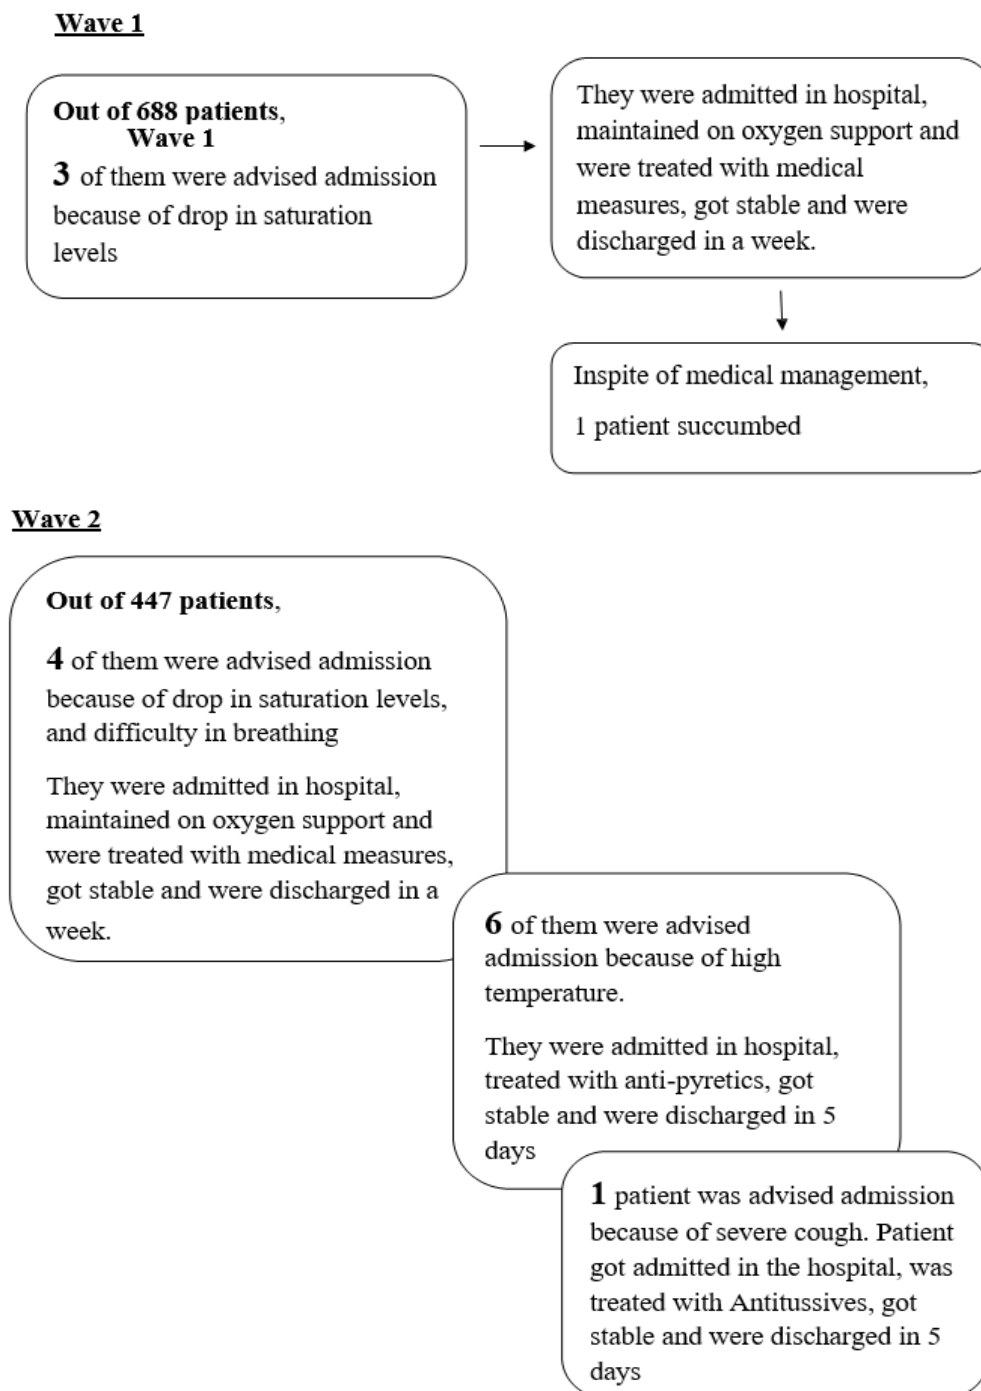 Wave 1
Out of 688 patients,
Wave 1
3 of them were advised admission
because of drop in saturation
levels
They were admitted in hospital,
maintained on oxygen support and
were treated with medical
measures, got stable and were
discharged in a week.
Inspite of medical management,
1 patient succumbed
Wave 2
Out of 447 patients,
4 of them were advised admission
because of drop in saturation levels,
and difficulty in breathing
They were admitted in hospital,
maintained on oxygen support and
were treated with medical measures,
got stable and were discharged in a
week.
6 of them were advised
admission because of high
temperature.
They were admitted in hospital,
treated with anti-pyretics, got
stable and were discharged in 5
days
1 patient was advised admission
because of severe cough. Patient
got admitted in the hospital, was
treated with Antitussives, got
stable and were discharged in 5
days